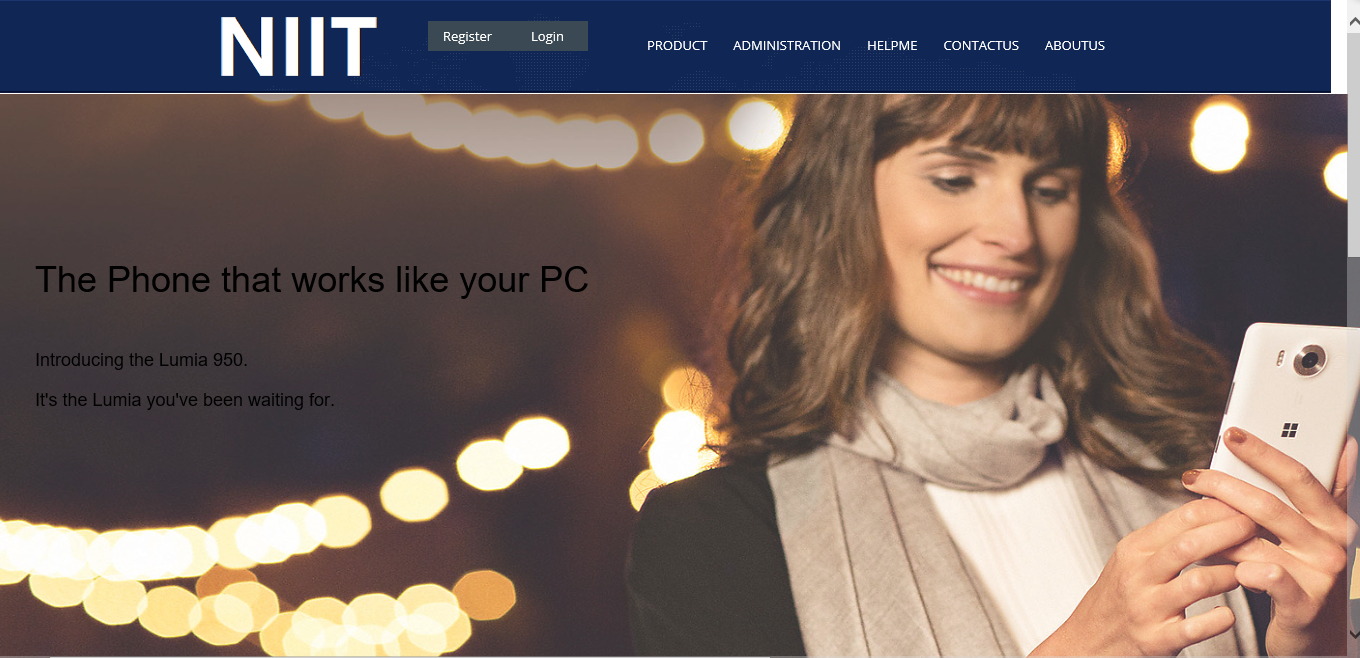 NIIT
Register Login
PRODUCT ADMINISTRATION HELPME CONTACTUS ABOUTUS
The Phone that works like your PC
Introducing the Lumia 950.
It's the Lumia you've been waiting for.